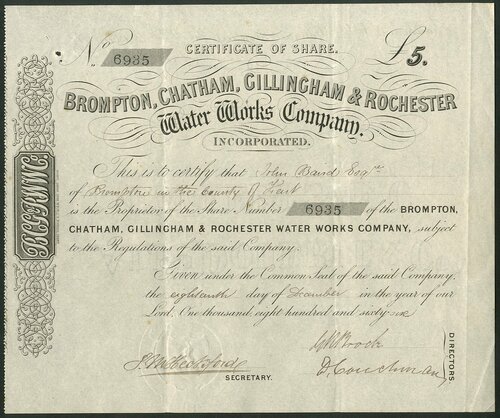 No 6935
CERTIFICATE OF SHARE.
£5.
BROMPTON, CHATHAM, GILLINGHAM & ROCHESTER
Water Works Company.
INCORPORATED.
This is to certify that John Baird Esqre
of Brompton in the County of Kent
is the Proprietor of the Share Number 6935 of the BROMPTON,
CHATHAM, GILLINGHAM & ROCHESTER WATER WORKS COMPANY, subject
to the Regulations of the said Company.
Given under the Common Seal of the said Company,
the eighteenth day of December in the year of our
Lord, One thousand, eight hundred and sixty six
DIRECTORS
SECRETARY.